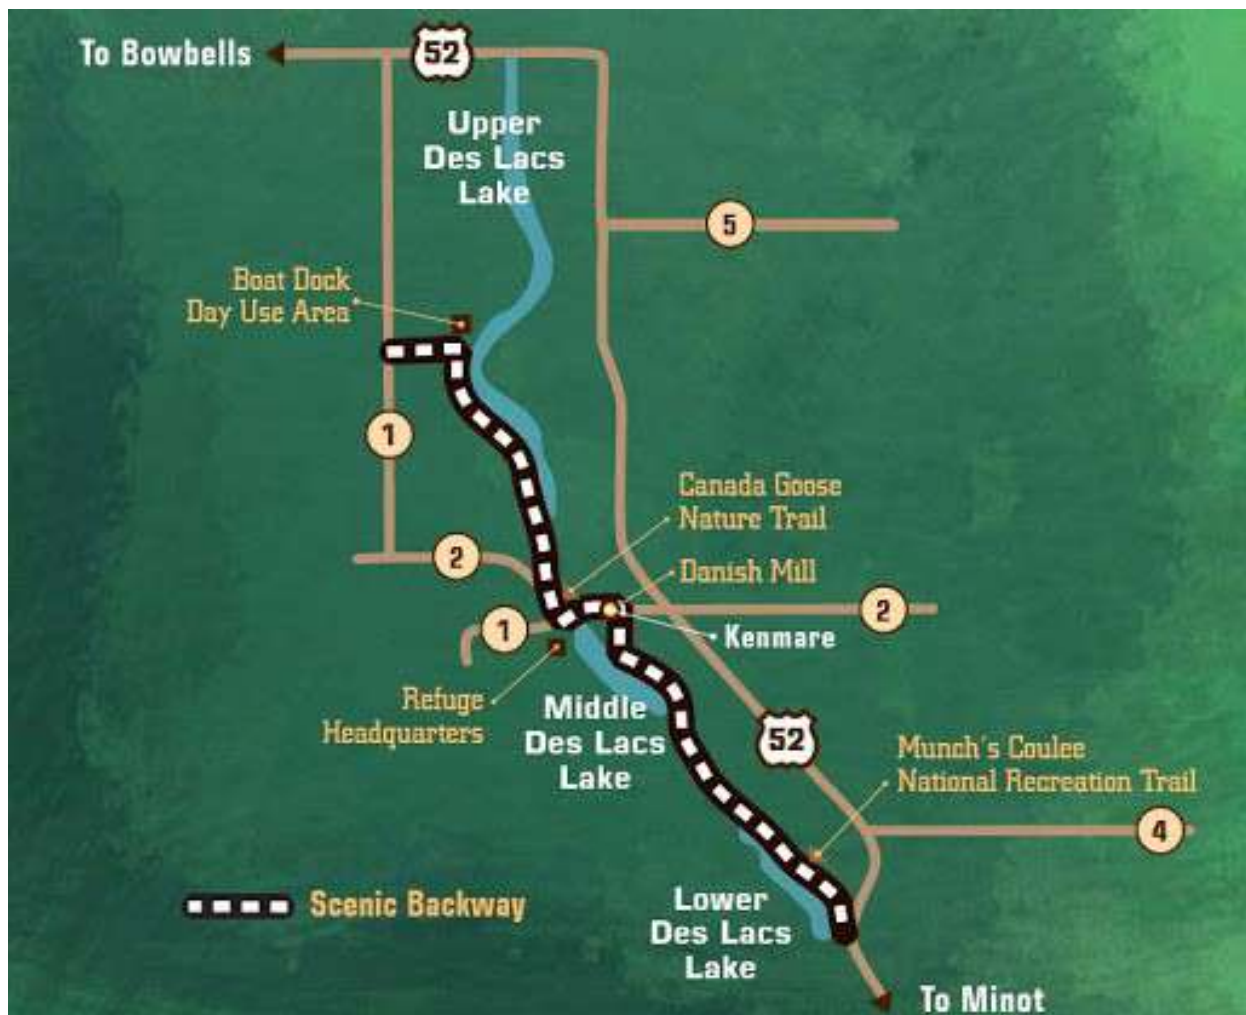 To Bowbells
52
Upper
Des Lacs
Lake
5
Boat Dock
Day Use Area
1
Canada Goose
Nature Trail
2
Danish Mill
2
1
Kenmare
Refuge
Headquarters
Middle
Des Lacs
Lake
52
Munch's Coulee
National Recreation Trail
4
Scenic Backway
Lower
Des Lacs
Lake
To Minot